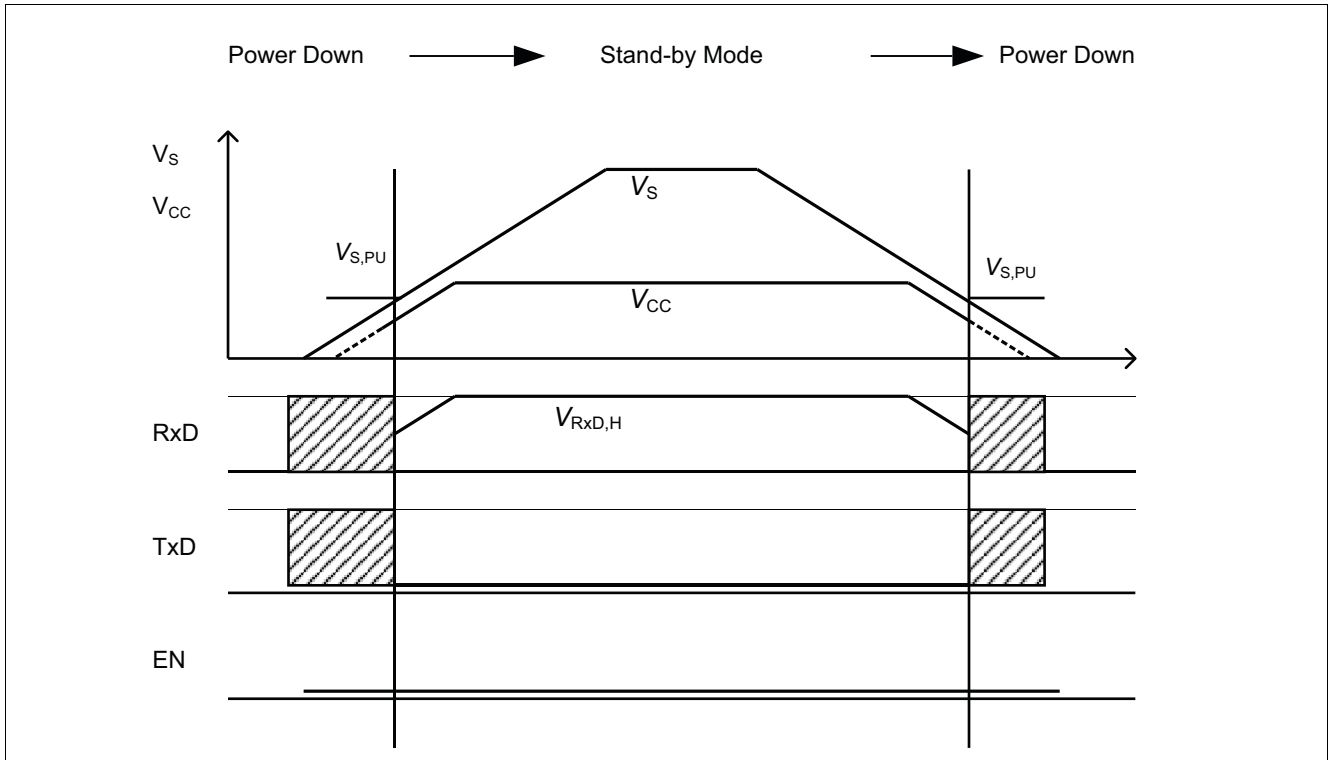 Power Down Stand-by Mode Power Down
VS
VCC
VS
VS,PU
VS,PU
VCC
RxD
VRxD,H
TxD
EN